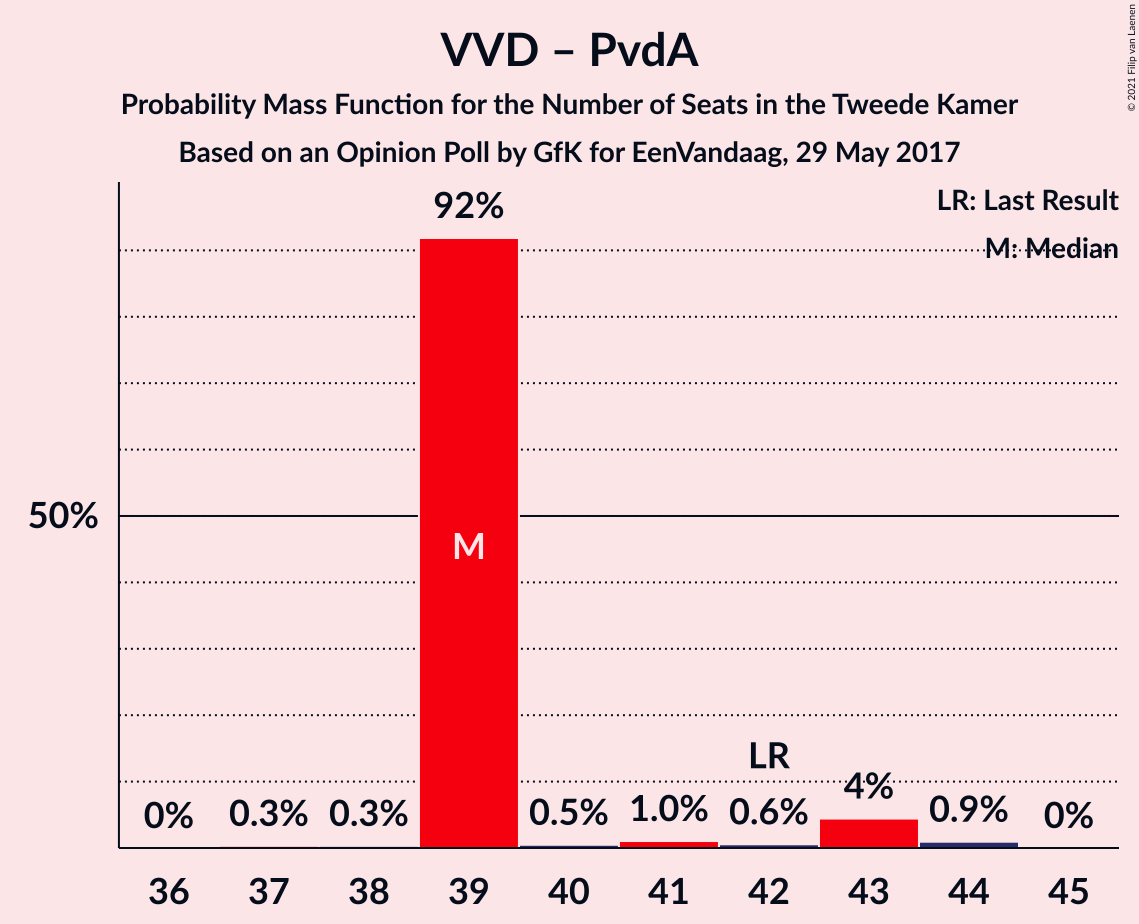 VVD – PvdA
Probability Mass Function for the Number of Seats in the Tweede Kamer
Based on an Opinion Poll by GfK for EenVandaag, 29 May 2017
© 2021 Filip van Laenen
LR: Last Result
M: Median
92%
50%
M
LR
0% 0.3% 0.3% 0.5% 1.0% 0.6% 4% 0.9% 0%
36 37 38 39 40 41 42 43 44 45